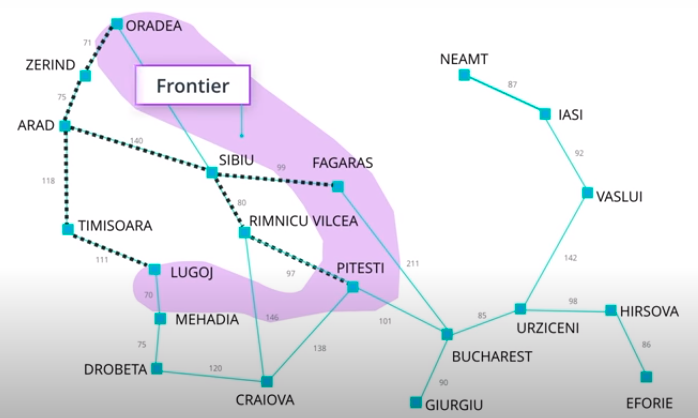 ORADEA
71
ZERIND
NEAMT
87
Frontier
75
IASI
ARAD
140
SIBIU
FAGARAS
92
99
118
80
VASLUI
TIMISOARA
RIMNICU VILCEA
111
97
PITESTI
211
142
LUGOJ
70
MEHADIA
146
101
98
HIRSOVA
85
URZICENI
75
138
86
DROBETA
120
BUCHAREST
90
CRAIOVA
GIURGIU
EFORIE